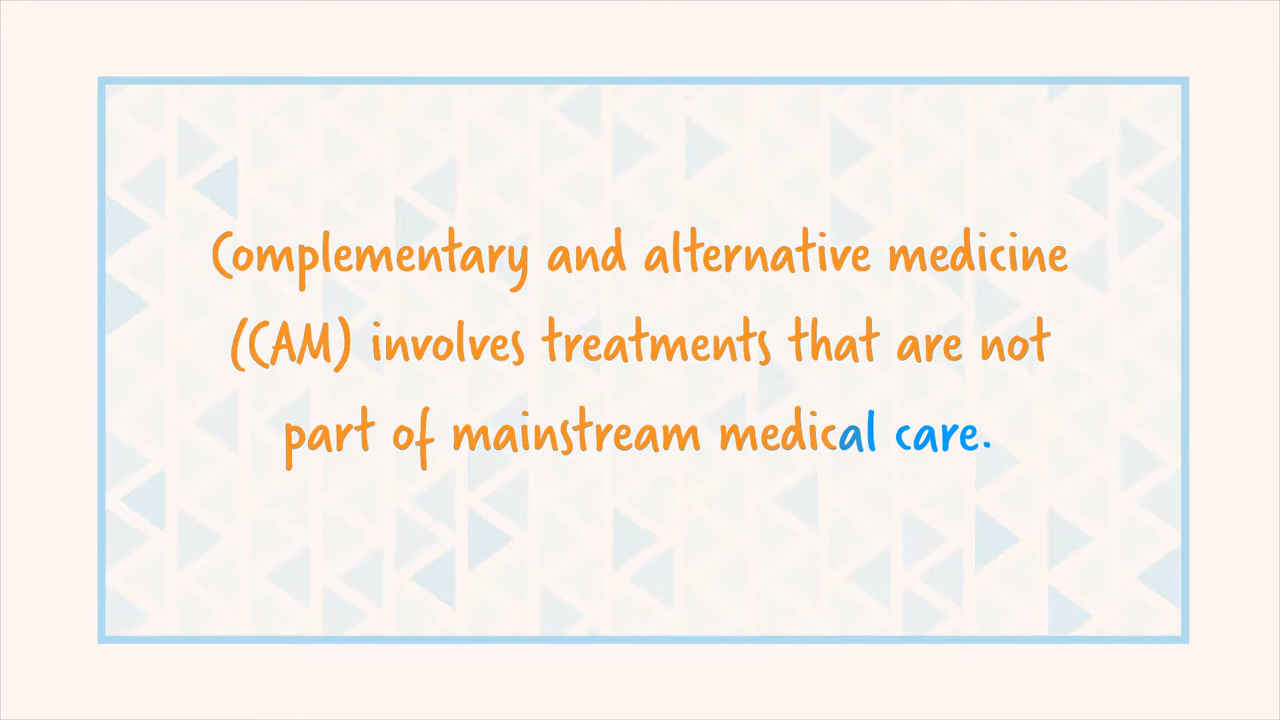 Complementary and alternative medicine
(CAM) involves treatments that are not
part of mainstream medical care.